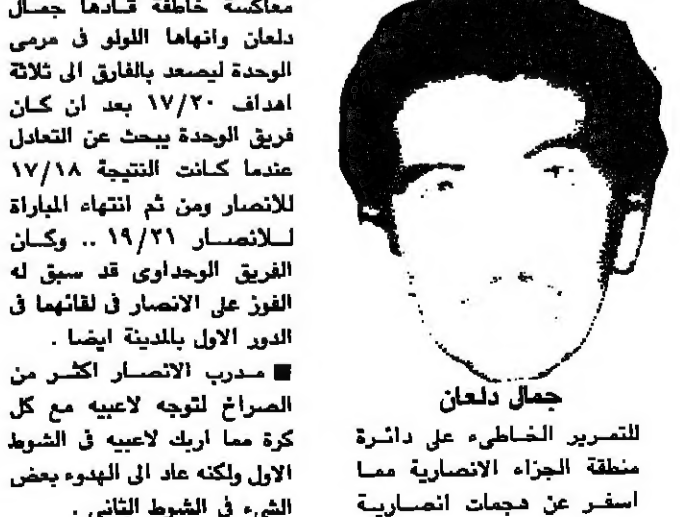 جمال دلعان
للتمرير الخاطىء على دائرة
منطقة الجزاء الانصارية مما
اسفر عن هجمات انصارية
معاكسة خاطفة قادها جمال
دلعان وانهاها اللولو فى مرمى
الوحدة ليصعد بالفارق الى ثلاثة
اهداف ١٧/٢٠ بعد ان كان
فريق الوحدة يبحث عن التعادل
عندما كانت النتيجة ١٧/١٨
للانصار ومن ثم انتهاء المباراة
للانصار ١٩/٢١ .. وكان
الفريق الوحداوى قد سبق له
الفوز على الانصار فى لقائهما فى
الدور الاول بالمدينة ايضا .
■ مدرب الانصار اكثر من
الصراخ لتوجه لاعبيه مع كل
كرة مما اربك لاعبيه فى الشوط
الاول ولكنه عاد الى الهدوء بعض
الشىء فى الشوط الثانى .